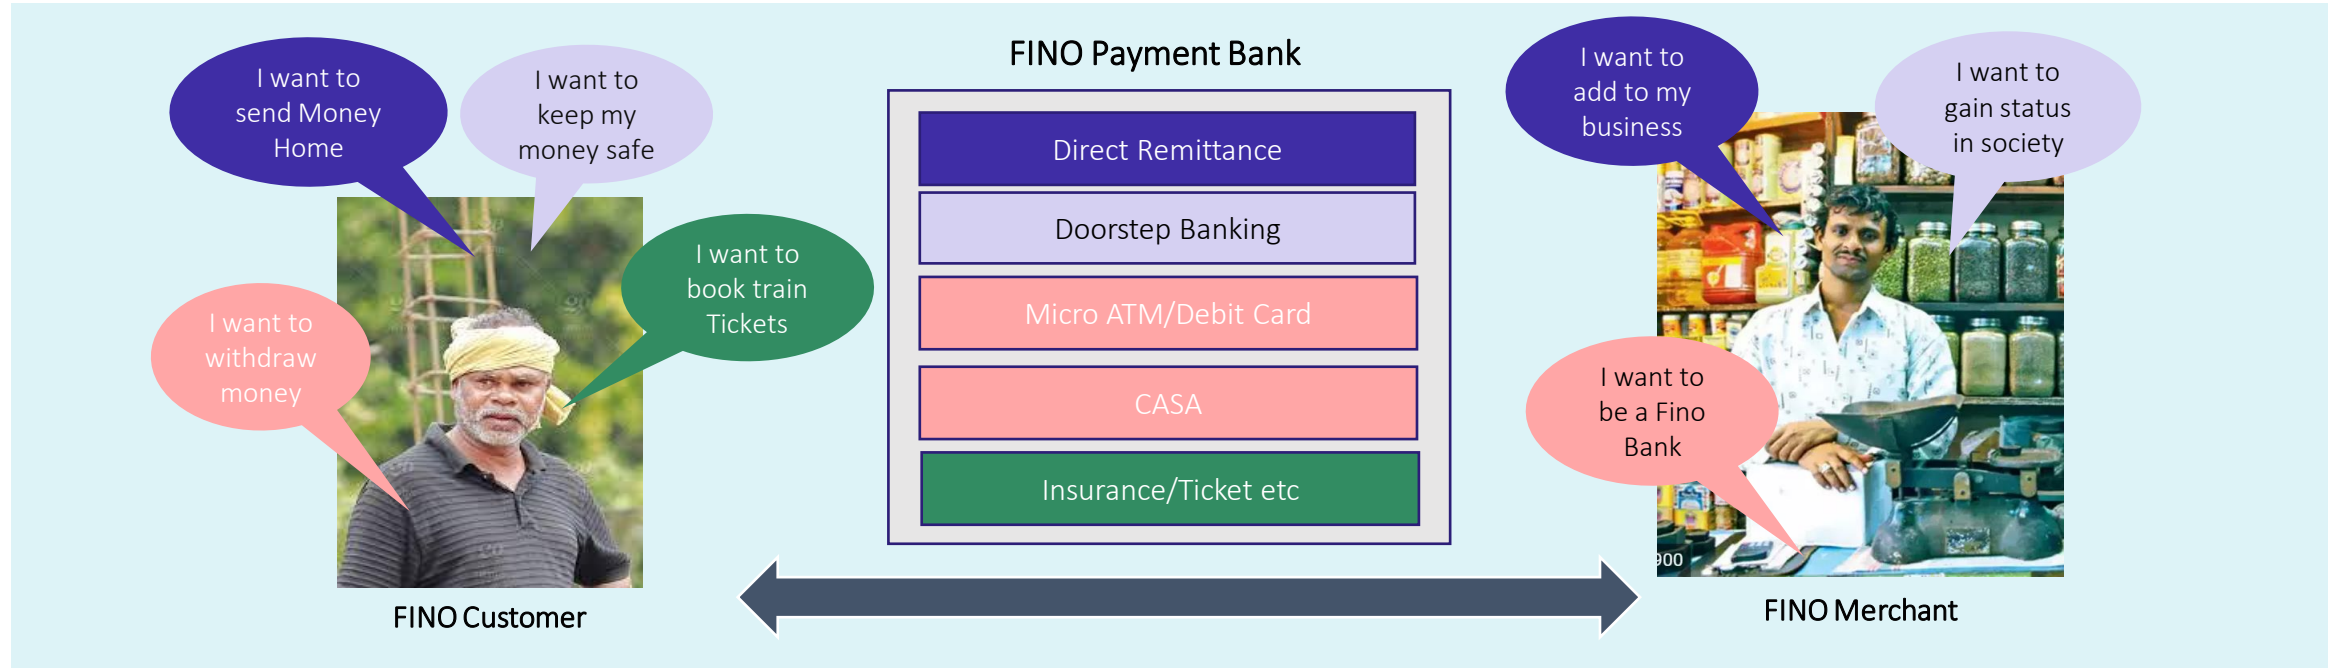 I want to
send Money
Home
I want to
keep my
money safe
I want to
book train
Tickets
I want to
withdraw
money
FINO Customer
FINO Payment Bank
Direct Remittance
Doorstep Banking
Micro ATM/Debit Card
CASA
Insurance/Ticket etc
I want to
add to my
business
I want to
gain status
in society
I want to
be a Fino
Bank
900
FINO Merchant